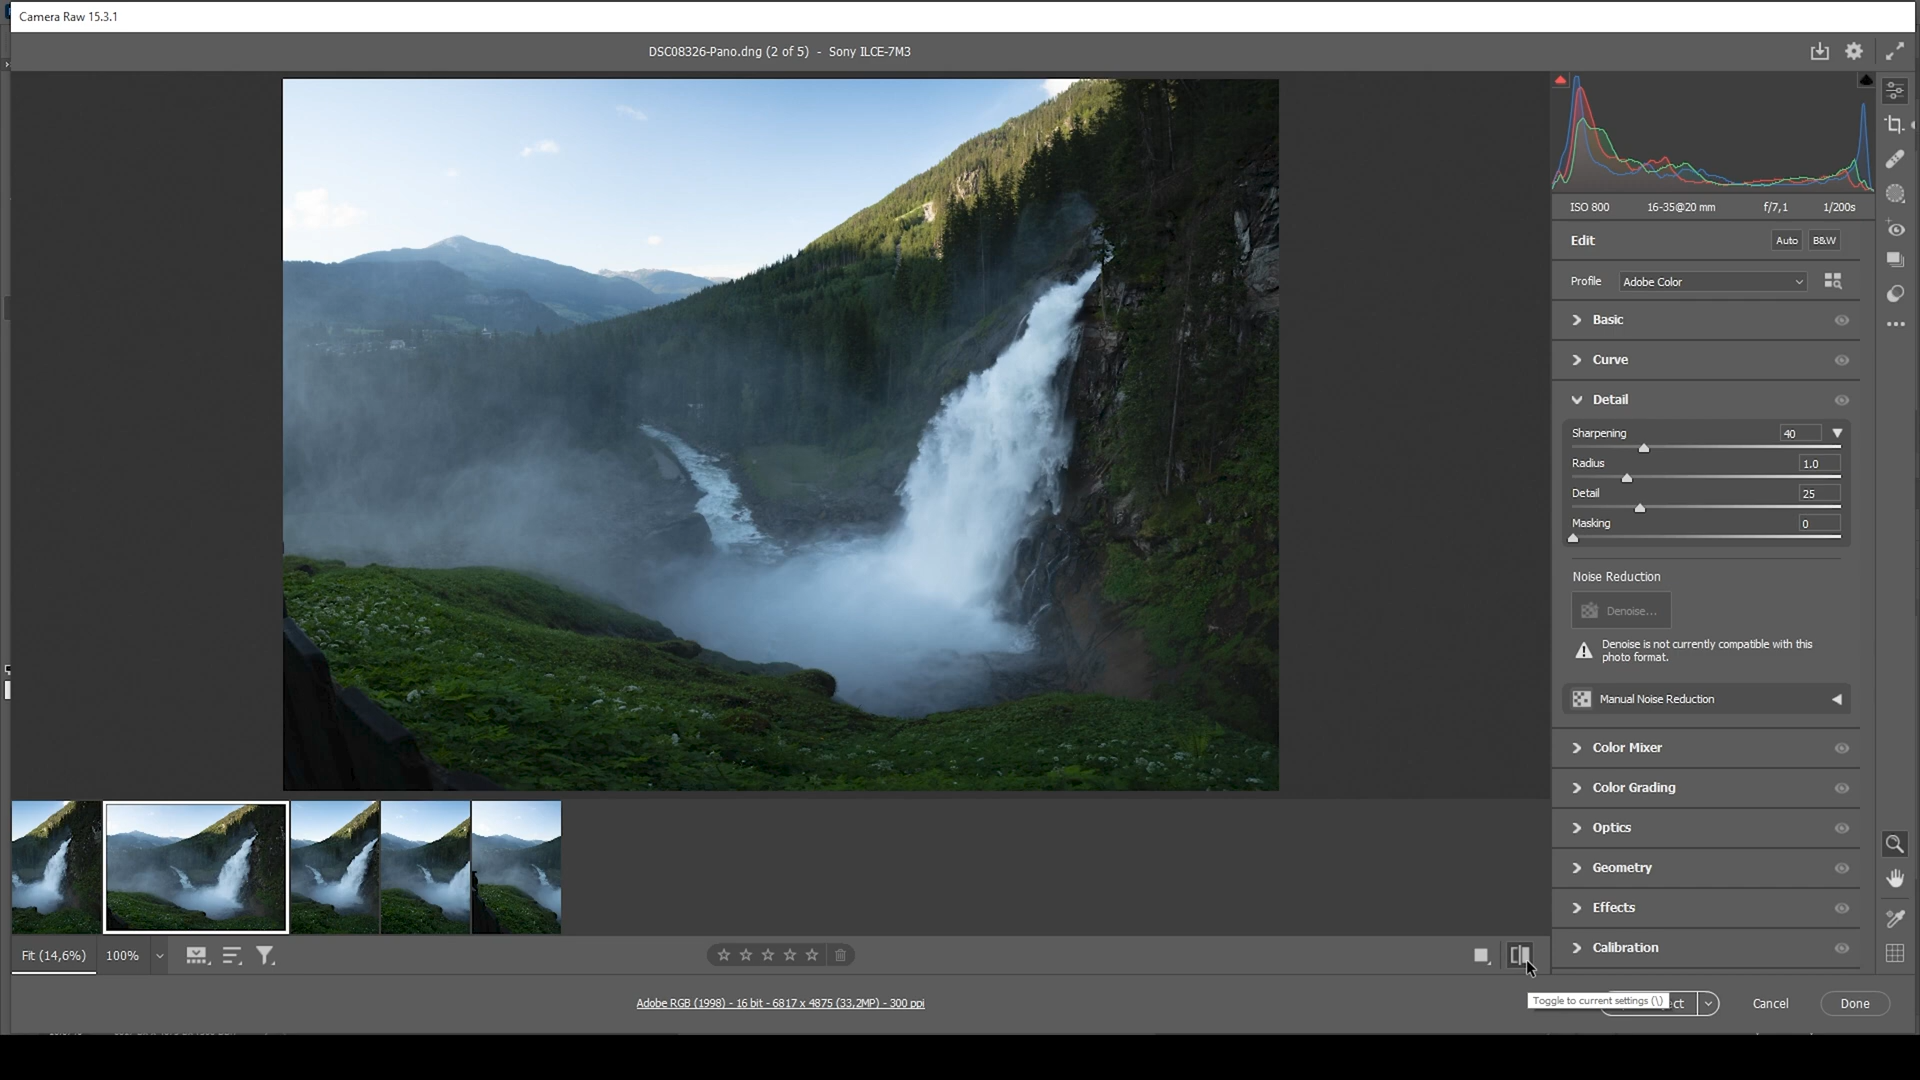 Camera Raw 15.3.1
DSC08326-Pano.dng (2 of 5) - Sony ILCE-7M3
ISO 800 16-35@20 mm f/7,1 1/200s
Edit Auto B&W
Profile Adobe Color
Basic
Curve
Detail
Sharpening 40
Radius 1.0
Detail 25
Masking 0
Noise Reduction
Denoise...
Denoise is not currently compatible with this
photo format.
Manual Noise Reduction
Color Mixer
Color Grading
Optics
Geometry
Effects
Calibration
Fit (14,6%) 100%
Adobe RGB (1998) - 16 bit - 6817 x 4875 (33,2MP) - 300 ppi
Toggle to current settings (\)
ct
Cancel
Done